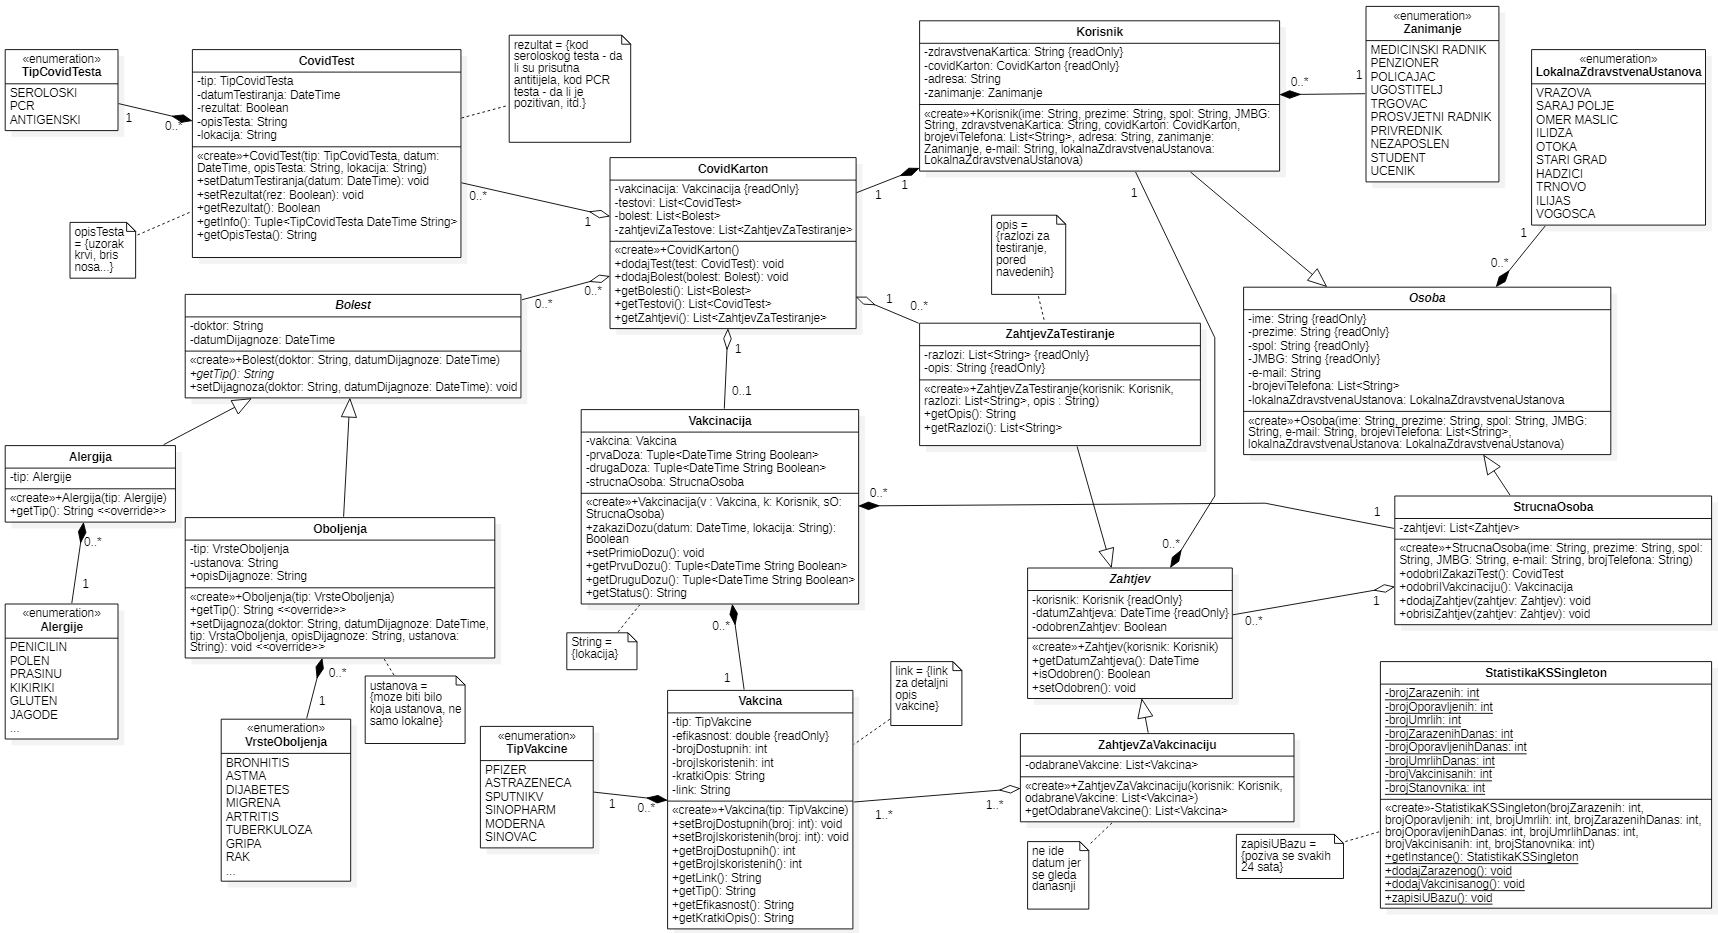 «enumeration»
TipCovidTesta
SEROLOSKI
PCR
ANTIGENSKI
1
0..*
CovidTest
-tip: TipCovidTesta
-datumTestiranja: DateTime
-rezultat: Boolean
-opisTesta: String
-lokacija: String
«create»+CovidTest(tip: TipCovidTesta, datum:
DateTime, opisTesta: String, lokacija: String)
+setDatumTestiranja(datum: DateTime): void
+setRezultat(rez: Boolean): void
+getRezultat(): Boolean
+getInfo(): Tuple<TipCovidTesta DateTime String>
+getOpisTesta(): String
rezultat = {kod
seroloskog testa - da
li su prisutna
antitijela, kod PCR
testa - da li je
pozitivan, itd.}
opisTesta
= {uzorak
krvi, bris
nosa...}
0..*
1
CovidKarton
-vakcinacija: Vakcinacija {readOnly}
-testovi: List<CovidTest>
-bolest: List<Bolest>
-zahtjeviZaTestove: List<ZahtjevZaTestiranje>
«create»+CovidKarton()
+dodajTest(test: CovidTest): void
+dodajBolest(bolest: Bolest): void
+getBolesti(): List<Bolest>
+getTestovi(): List<CovidTest>
+getZahtjevi(): List<ZahtjevZaTestiranje>
1
1
Korisnik
-zdravstvenaKartica: String {readOnly}
-covidKarton: CovidKarton {readOnly}
-adresa: String
-zanimanje: Zanimanje
«create»+Korisnik(ime: String, prezime: String, spol: String, JMBG:
String, zdravstvenaKartica: String, covidKarton: CovidKarton,
brojeviTelefona: List<String>, adresa: String, zanimanje:
Zanimanje, e-mail: String, lokalnaZdravstvenaUstanova:
LokalnaZdravstvenaUstanova)
0..*
1
«enumeration»
Zanimanje
MEDICINSKI RADNIK
PENZIONER
POLICAJAC
UGOSTITELJ
TRGOVAC
PROSVJETNI RADNIK
PRIVREDNIK
NEZAPOSLEN
STUDENT
UCENIK
«enumeration»
LokalnaZdravstvenaUstanova
VRAZOVA
SARAJ POLJE
OMER MASLIC
ILIDZA
OTOKA
STARI GRAD
HADZICI
TRNOVO
ILIJAS
VOGOSCA
1
0..*
1
opis =
{razlozi za
testiranje,
pored
navedenih}
0..*
0..*
1
0..*
Bolest
-doktor: String
-datumDijagnoze: DateTime
«create»+Bolest(doktor: String, datumDijagnoze: DateTime)
+getTip(): String
+setDijagnoza(doktor: String, datumDijagnoze: DateTime): void
ZahtjevZaTestiranje
-razlozi: List<String> {readOnly}
-opis: String {readOnly}
«create»+ZahtjevZaTestiranje(korisnik: Korisnik,
razlozi: List<String>, opis : String)
+getOpis(): String
+getRazlozi(): List<String>
Osoba
-ime: String {readOnly}
-prezime: String {readOnly}
-spol: String {readOnly}
-JMBG: String {readOnly}
-e-mail: String
-brojeviTelefona: List<String>
-lokalnaZdravstvenaUstanova: LokalnaZdravstvenaUstanova
«create»+Osoba(ime: String, prezime: String, spol: String, JMBG:
String, e-mail: String, brojeviTelefona: List<String>,
lokalnaZdravstvenaUstanova: LokalnaZdravstvenaUstanova)
1
0..1
Alergija
-tip: Alergije
«create»+Alergija(tip: Alergije)
+getTip(): String <<override>>
0..*
1
«enumeration»
Alergije
PENICILIN
POLEN
PRASINU
KIKIRIKI
GLUTEN
JAGODE
...
Oboljenja
-tip: VrsteOboljenja
-ustanova: String
+opisDijagnoze: String
«create»+Oboljenja(tip: VrsteOboljenja)
+getTip(): String <<override>>
+setDijagnoza(doktor: String, datumDijagnoze: DateTime,
tip: VrstaOboljenja, opisDijagnoze: String, ustanova:
String): void <<override>>
0..*
1
ustanova =
{moze biti bilo
koja ustanova, ne
samo lokalne}
«enumeration»
VrsteOboljenja
BRONHITIS
ASTMA
DIJABETES
MIGRENA
ARTRITIS
TUBERKULOZA
GRIPA
RAK
...
Vakcinacija
-vakcina: Vakcina
-prvaDoza: Tuple<DateTime String Boolean>
-drugaDoza: Tuple<DateTime String Boolean>
-strucnaOsoba: StrucnaOsoba
«create»+Vakcinacija(v : Vakcina, k: Korisnik, sO:
StrucnaOsoba)
+zakaziDozu(datum: DateTime, lokacija: String):
Boolean
+setPrimioDozu(): void
+getPrvuDozu(): Tuple<DateTime String Boolean>
+getDruguDozu(): Tuple<DateTime String Boolean>
+getStatus(): String
0..*
1
String =
{lokacija}
0..*
1
StrucnaOsoba
-zahtjevi: List<Zahtjev>
«create»+StrucnaOsoba(ime: String, prezime: String, spol:
String, JMBG: String, e-mail: String, brojTelefona: String)
+odobrilZakaziTest(): CovidTest
+odobrilVakcinaciju(): Vakcinacija
+dodajZahtjev(zahtjev: Zahtjev): void
+obrisiZahtjev(zahtjev: Zahtjev): void
0..*
Zahtjev
-korisnik: Korisnik {readOnly}
-datumZahtjeva: DateTime {readOnly}
-odobrenZahtjev: Boolean
«create»+Zahtjev(korisnik: Korisnik)
+getDatumZahtjeva(): DateTime
+isOdobren(): Boolean
+setOdobren(): void
0..*
1
link = {link
za detaljni
opis
vakcine}
«enumeration»
TipVakcine
PFIZER
ASTRAZENECA
SPUTNIKV
SINOPHARM
MODERNA
SINOVAC
1
0..*
Vakcina
-tip: TipVakcine
-efikasnost: double {readOnly}
-brojDostupnih: int
-brojIskoristenih: int
-kratkiOpis: String
-link: String
«create»+Vakcina(tip: TipVakcine)
+setBrojDostupnih(broj: int): void
+setBrojIskoristenih(broj: int): void
+getBrojDostupnih(): int
+getBrojIskoristenih(): int
+getLink(): String
+getTip(): String
+getEfikasnost(): String
+getKratkiOpis(): String
1..*
1..*
ZahtjevZaVakcinaciju
-odabraneVakcine: List<Vakcina>
«create»+ZahtjevZaVakcinaciju(korisnik: Korisnik,
odabraneVakcine: List<Vakcina>)
+getOdabraneVakcine(): List<Vakcina>
ne ide
datum jer
se gleda
danasnji
zapisiUBazu =
{poziva se svakih
24 sata}
StatistikaKSSingleton
-brojZarazenih: int
-brojOporavljenih: int
-brojUmrlih: int
-brojZarazenihDanas: int
-brojOporavljenihDanas: int
-brojUmrlihDanas: int
-brojVakcinisanih: int
-brojStanovnika: int
«create»-StatistikaKSSingleton(brojZarazenih: int,
brojOporavljenih: int, brojUmrlih: int, brojZarazenihDanas: int,
brojOporavljenihDanas: int, brojUmrlihDanas: int,
brojVakcinisanih: int, brojStanovnika: int)
+getInstance(): StatistikaKSSingleton
+dodajZarazenog(): void
+dodajVakcinisanog(): void
+zapisiUBazu(): void